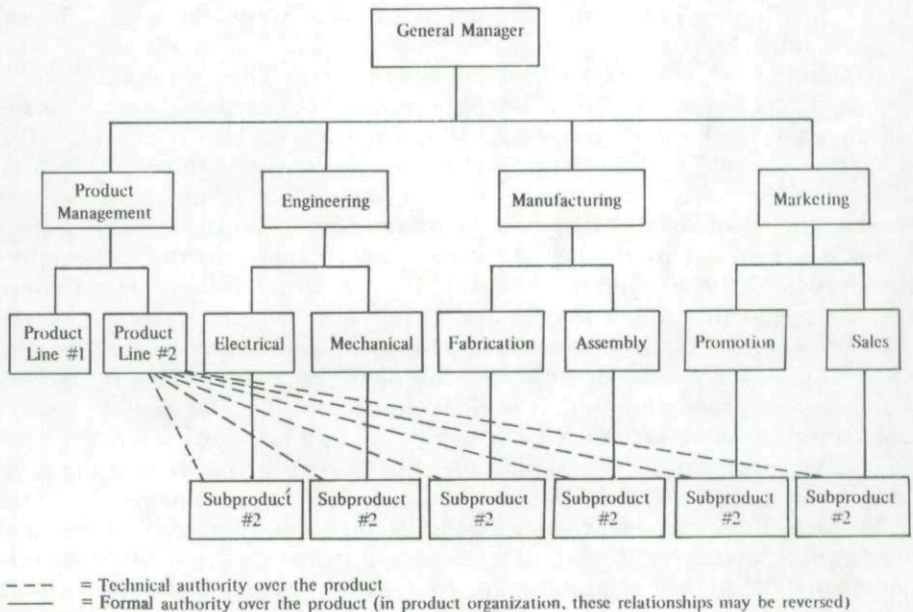 General Manager
Product
Management
Engineering
Manufacturing
Marketing
Product
Line #1
Product
Line #2
Electrical
Mechanical
Fabrication
Assembly
Promotion
Sales
Subproduct
#2
Subproduct
#2
Subproduct
#2
Subproduct
#2
Subproduct
#2
Subproduct
#2
= Technical authority over the product
= Formal authority over the product (in product organization, these relationships may be reversed)